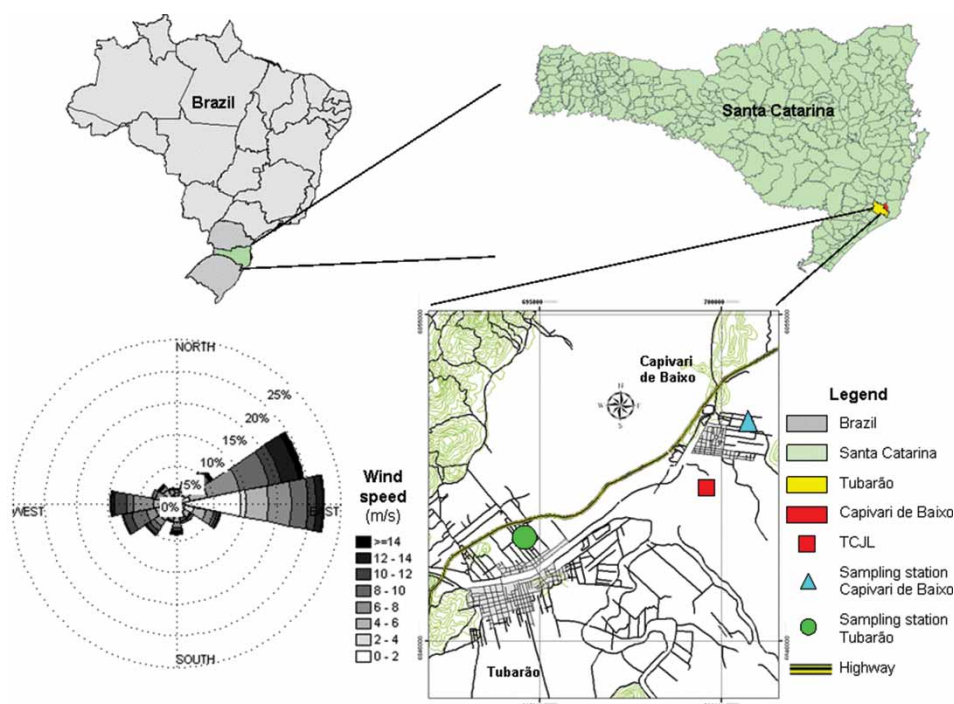 Brazil
Santa Catarina
NORTH
25%
20%
15%
10%
5%
0%
WEST
EAST
SOUTH
Wind
speed
(m/s)
>=14
12 - 14
10 - 12
8 - 10
6 - 8
4 - 6
2 - 4
0 - 2
695000
700000
Capivari
de Baixo
N
W
E
S
Tubarão
Legend
Brazil
Santa Catarina
Tubarão
Capivari de Baixo
TCJL
Sampling station
Capivari de Baixo
Sampling station
Tubarão
Highway